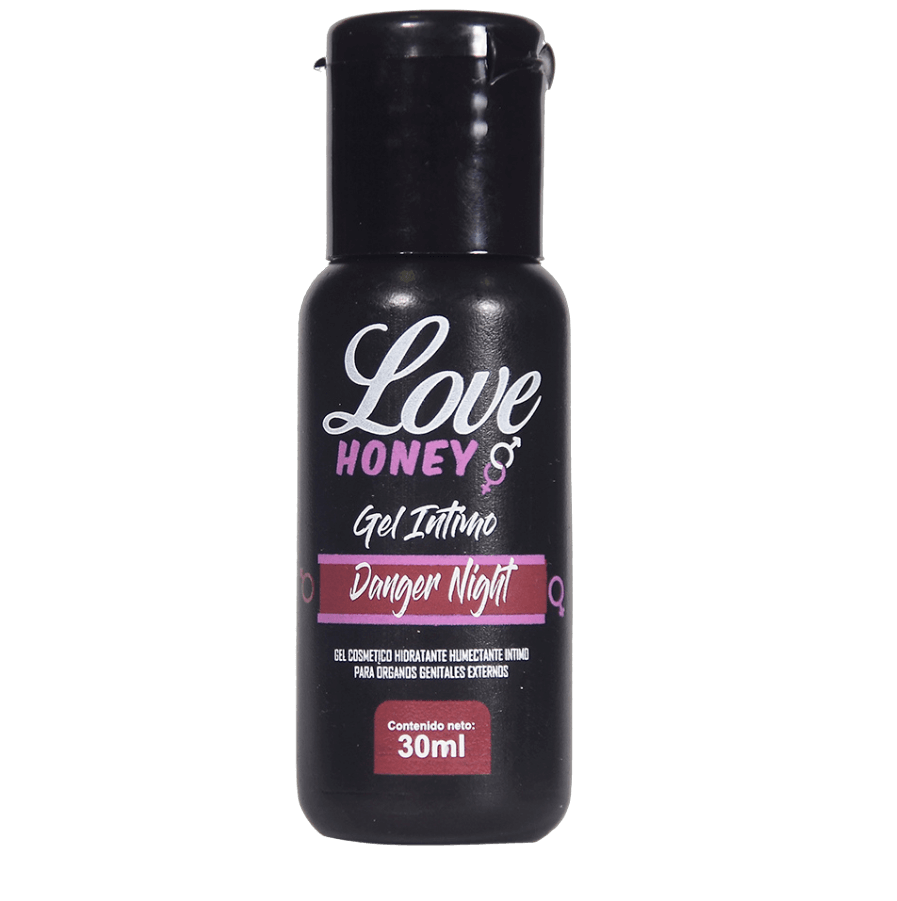 Love
HONEY
Gel Intimo
Danger Night
GEL COSMETICO HIDRATANTE HUMECTANTE INTIMO
PARA ORGANOS GENITALES EXTERNOS
Contenido neto:
30ml